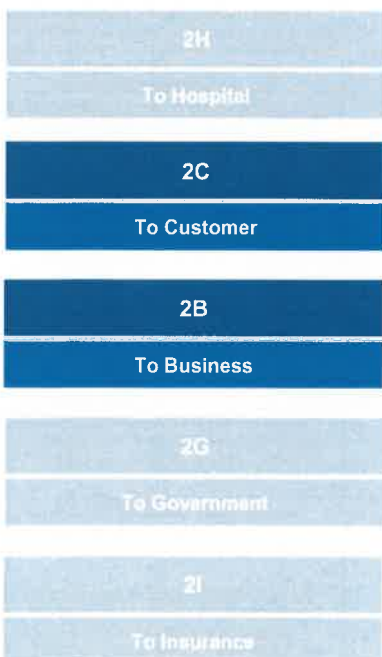 2H
To Hospital
2C
To Customer
2B
To Business
2G
To Government
2I
To Insurance